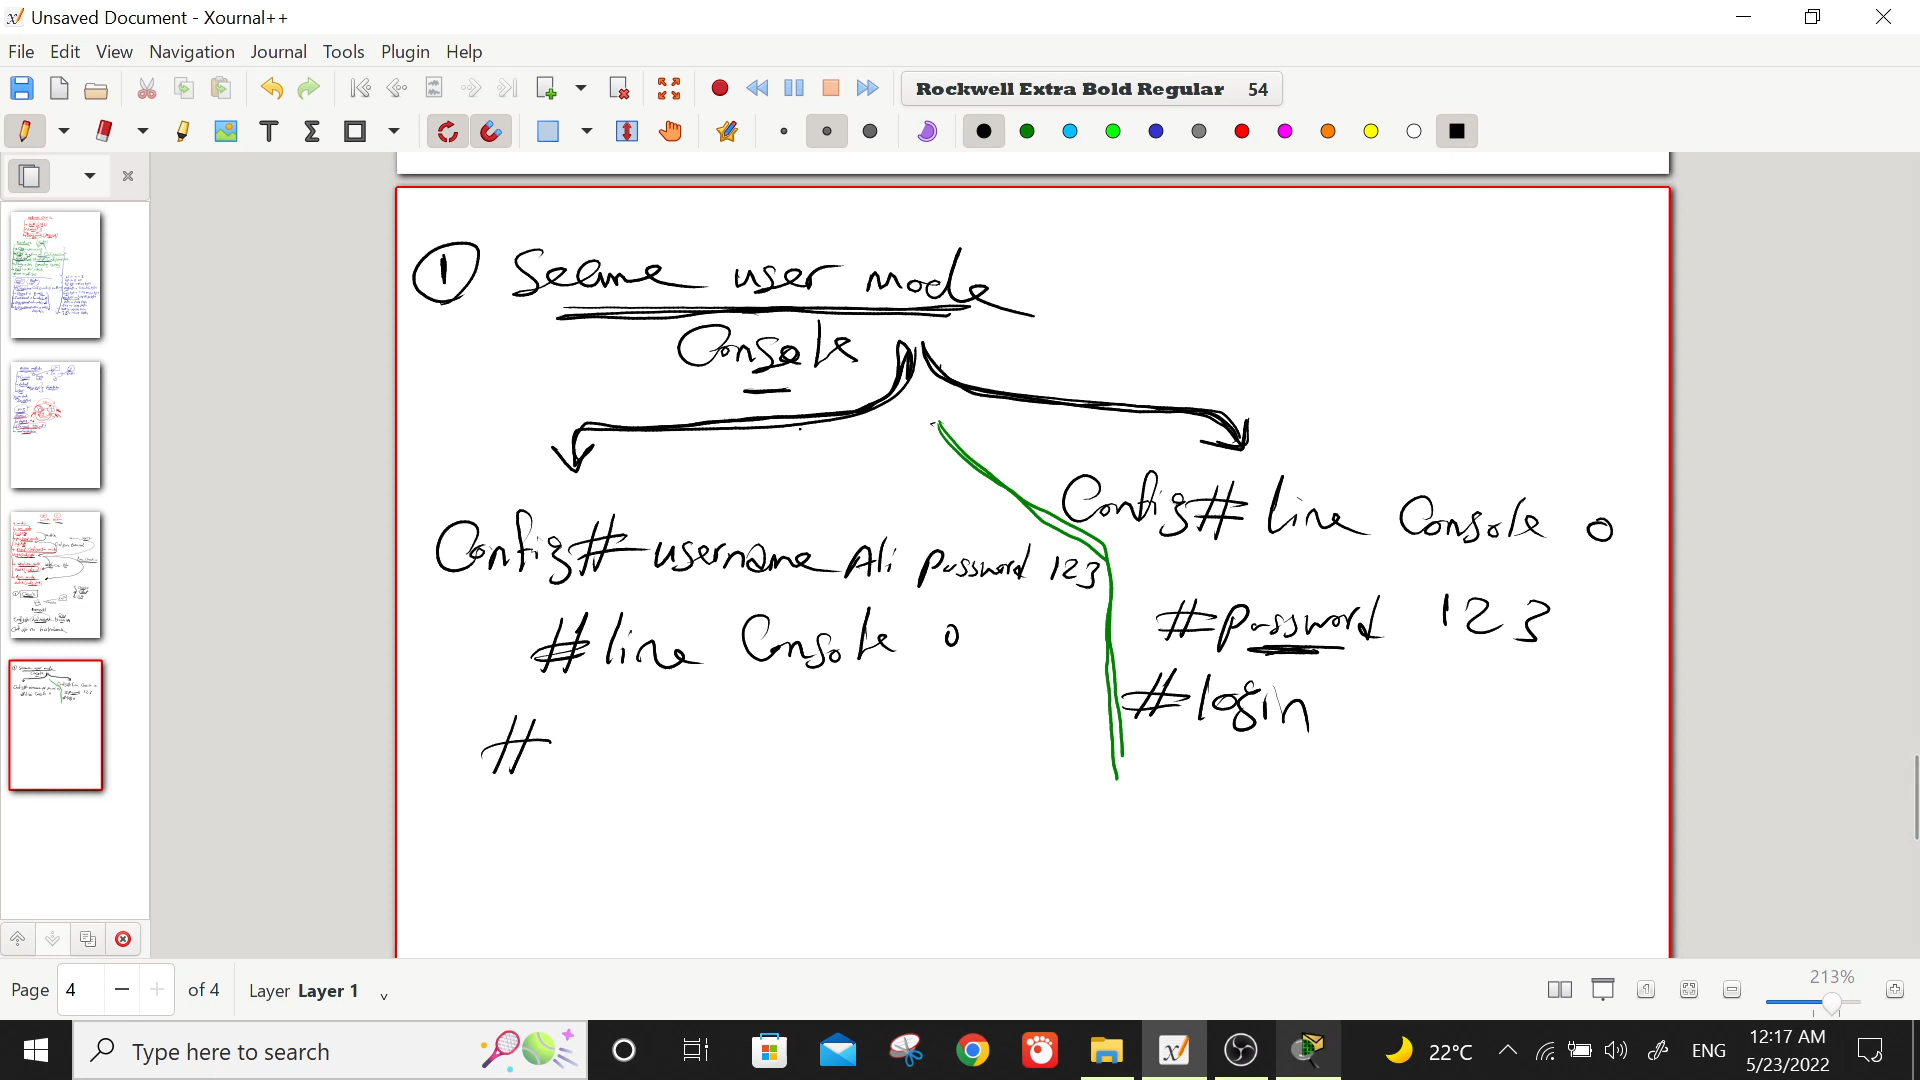 Unsaved Document - Xournal++
File Edit View Navigation Journal Tools Plugin Help
Rockwell Extra Bold Regular 54
① Secure user mode
Console
Config# username Ali password 123
#line Console 0
#
Config# line Console 0
#password 123
#login
Page 4 of 4 Layer Layer 1
213%
Type here to search
22°C
ENG
12:17 AM
5/23/2022